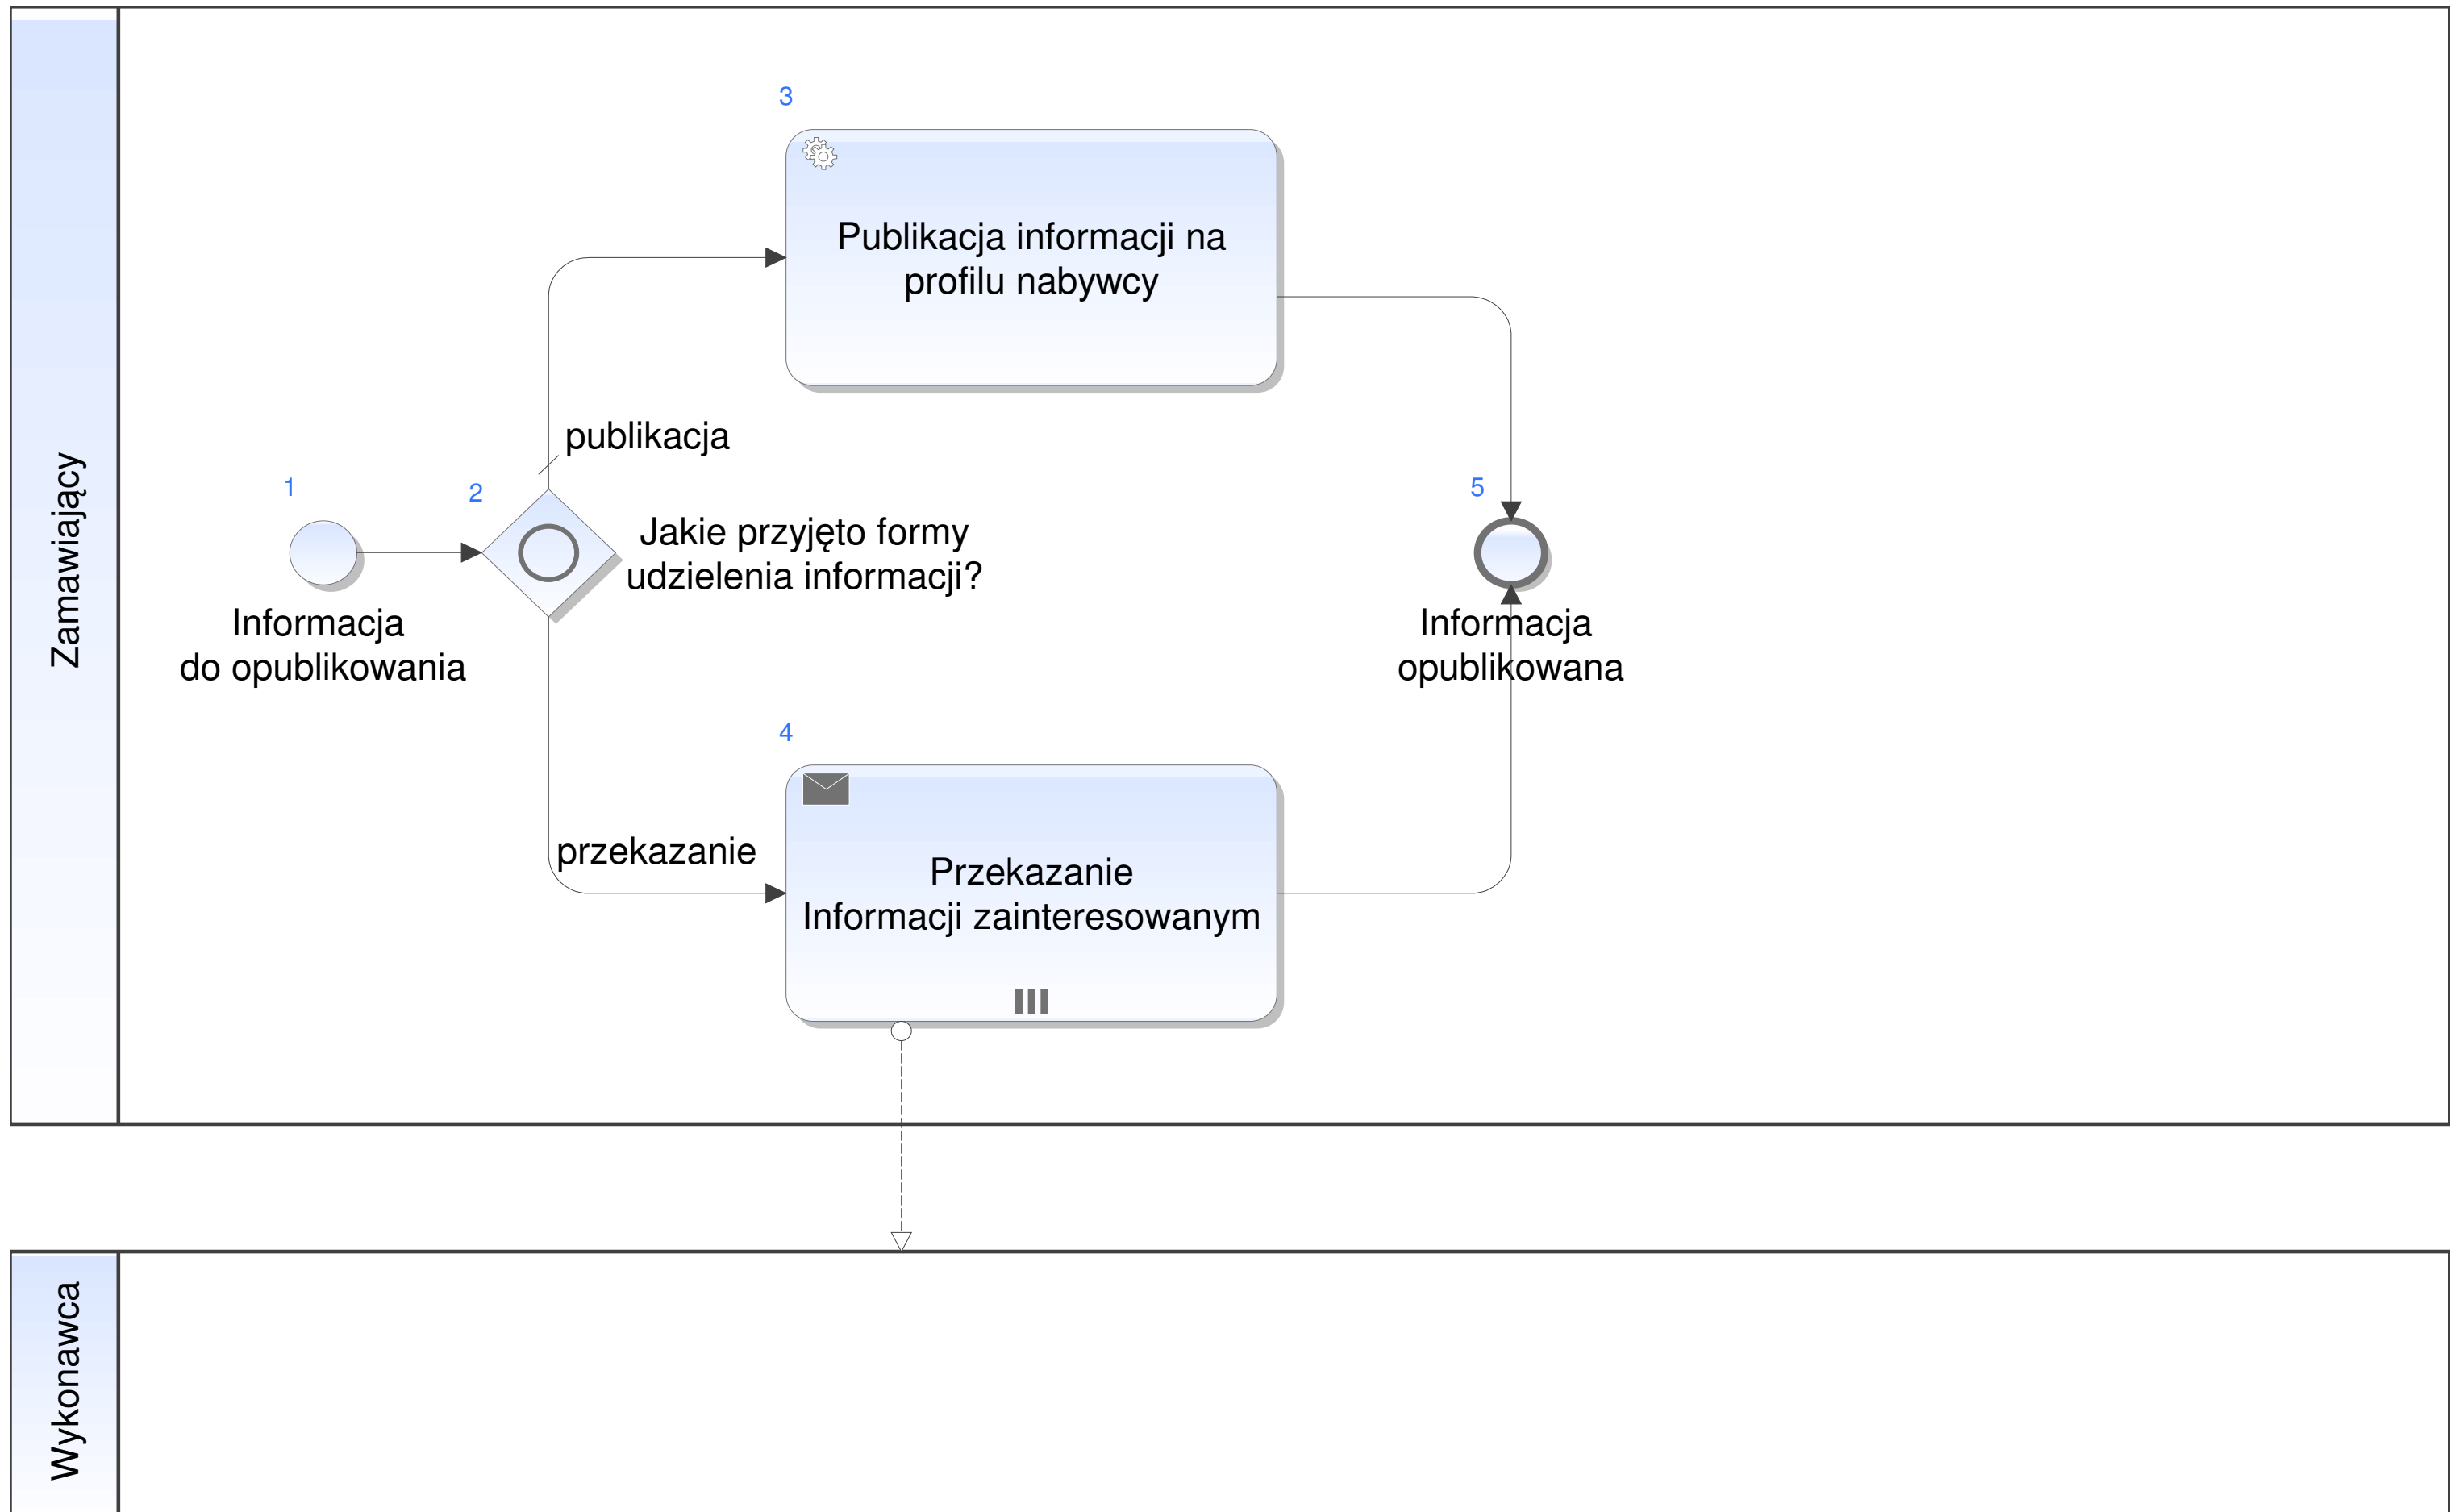 Zamawiający
3
Publikacja informacji na
profilu nabywcy
publikacja
1
2
5
Jakie przyjęto formy
udzielenia informacji?
Informacja
do opublikowania
Informacja
opublikowana
4
przekazanie
Przekazanie
Informacji zainteresowanym
Wykonawca